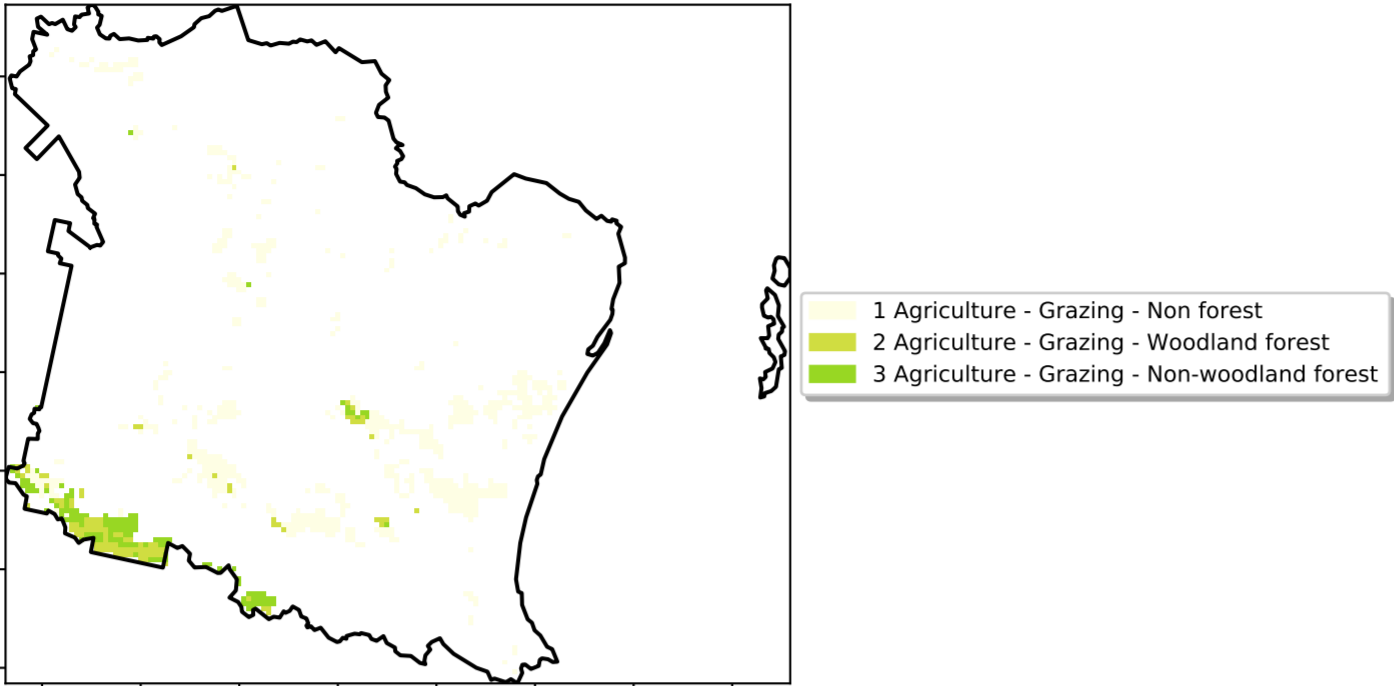 1 Agriculture - Grazing - Non forest
2 Agriculture - Grazing - Woodland forest
3 Agriculture - Grazing - Non-woodland forest